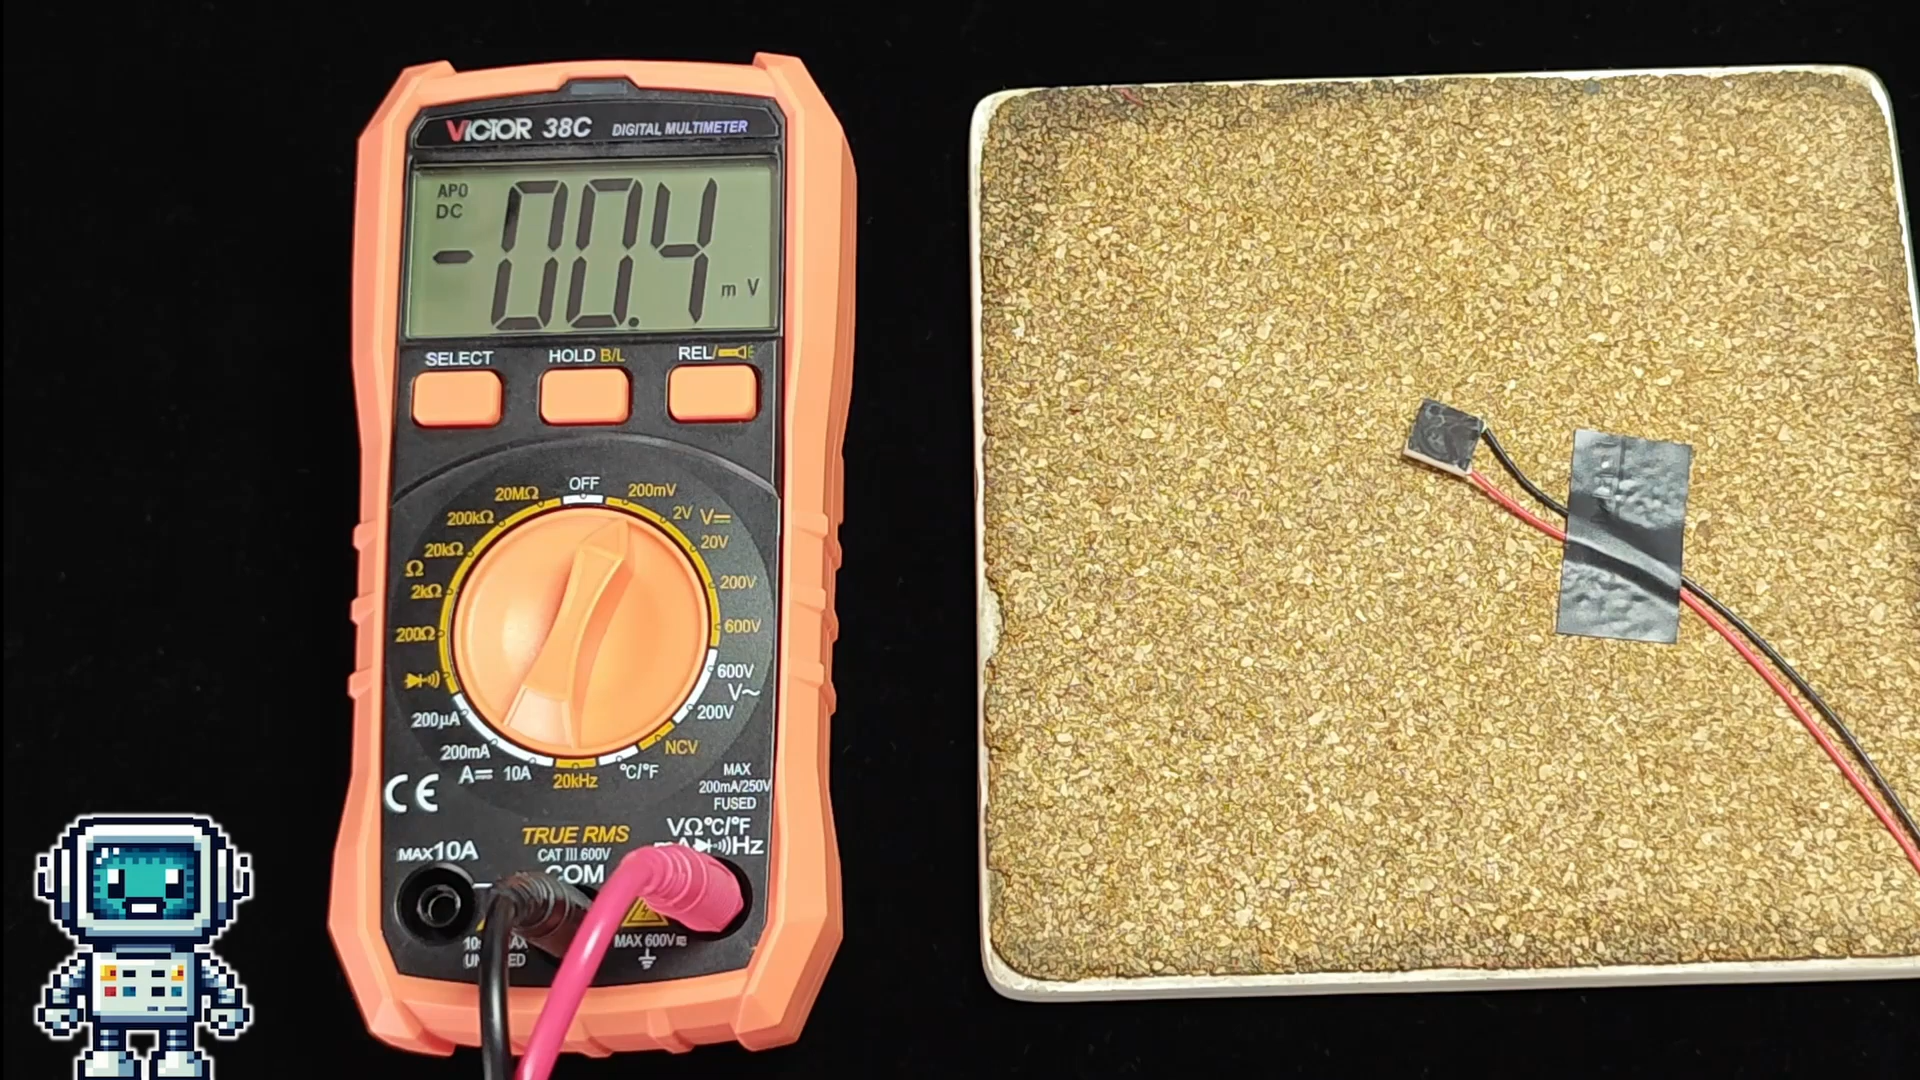 VICTOR 38C DIGITAL MULTIMETER
APO
DC
-00.4 mV
SELECT HOLD B/L REL/
OFF
20MΩ 200mV
200kΩ 2V V⎓
20kΩ 20V
Ω
2kΩ 200V
200Ω 600V
600V
V~
200μA 200V
200mA NCV
A⎓ 10A 20kHz °C/°F
CE
MAX
200mA/250V
FUSED
TRUE RMS
CAT III 600V
VΩ°C/°F
MAX10A COM Hz
MAX 600V